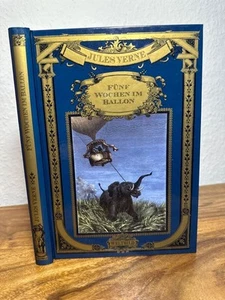 JULES VERNE
FÜNF
WOCHEN IM
BALLON